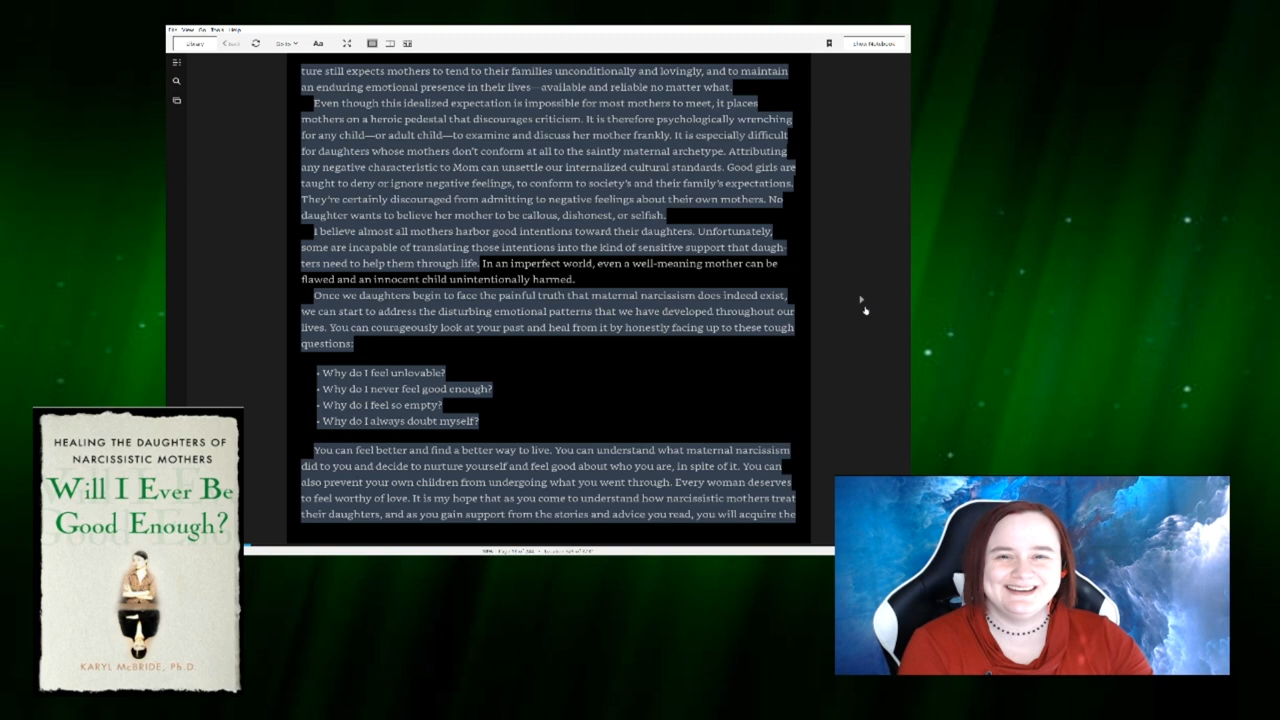 File View Go Tools Help
Library Back Go to Aa Show Notebook
ture still expects mothers to tend to their families unconditionally and lovingly, and to maintain
an enduring emotional presence in their lives—available and reliable no matter what.
Even though this idealized expectation is impossible for most mothers to meet, it places
mothers on a heroic pedestal that discourages criticism. It is therefore psychologically wrenching
for any child—or adult child—to examine and discuss her mother frankly. It is especially difficult
for daughters whose mothers don't conform at all to the saintly maternal archetype. Attributing
any negative characteristic to Mom can unsettle our internalized cultural standards. Good girls are
taught to deny or ignore negative feelings, to conform to society's and their family's expectations.
They're certainly discouraged from admitting to negative feelings about their own mothers. No
daughter wants to believe her mother to be callous, dishonest, or selfish.
I believe almost all mothers harbor good intentions toward their daughters. Unfortunately,
some are incapable of translating those intentions into the kind of sensitive support that daugh-
ters need to help them through life. In an imperfect world, even a well-meaning mother can be
flawed and an innocent child unintentionally harmed.
Once we daughters begin to face the painful truth that maternal narcissism does indeed exist,
we can start to address the disturbing emotional patterns that we have developed throughout our
lives. You can courageously look at your past and heal from it by honestly facing up to these tough
questions:
• Why do I feel unlovable?
• Why do I never feel good enough?
• Why do I feel so empty?
• Why do I always doubt myself?
You can feel better and find a better way to live. You can understand what maternal narcissism
did to you and decide to nurture yourself and feel good about who you are, in spite of it. You can
also prevent your own children from undergoing what you went through. Every woman deserves
to feel worthy of love. It is my hope that as you come to understand how narcissistic mothers treat
their daughters, and as you gain support from the stories and advice you read, you will acquire the
HEALING THE DAUGHTERS OF
NARCISSISTIC MOTHERS
Will I Ever Be
Good Enough?
KARYL McBRIDE, Ph.D.